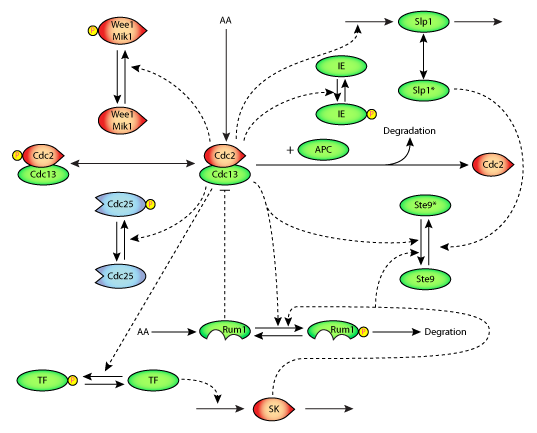 Wee1
Mik1
P
AA
Slp1
IE
Slp1*
IE
P
Wee1
Mik1
Degradation
+
APC
P
Cdc2
Cdc13
Cdc2
Cdc13
Cdc2
Cdc25
P
Ste9*
Cdc25
Ste9
AA
Rum1
Rum1
P
Degration
TF
P
TF
SK